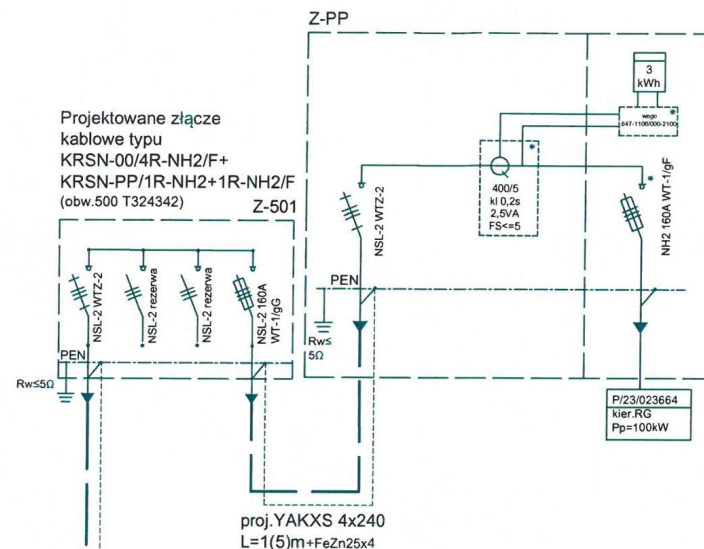 Z-PP
3
kWh
*
wago
847-1106/000-2100
Projektowane złącze
kablowe typu
KRSN-00/4R-NH2/F+
KRSN-PP/1R-NH2+1R-NH2/F
(obw.500 T324342)
Z-501
*
400/5
kl 0,2s
2,5VA
FS<=5
*
NSL-2 WTZ-2
NH2 160A WT-1/gF
NSL-2 WTZ-2
NSL-2 rezerwa
NSL-2 rezerwa
NSL-2 160A
WT-1/gG
PEN
Rw≤
5Ω
PEN
Rw≤5Ω
P/23/023664
kier.RG
Pp=100kW
proj.YAKXS 4x240
L=1(5)m+FeZn25x4